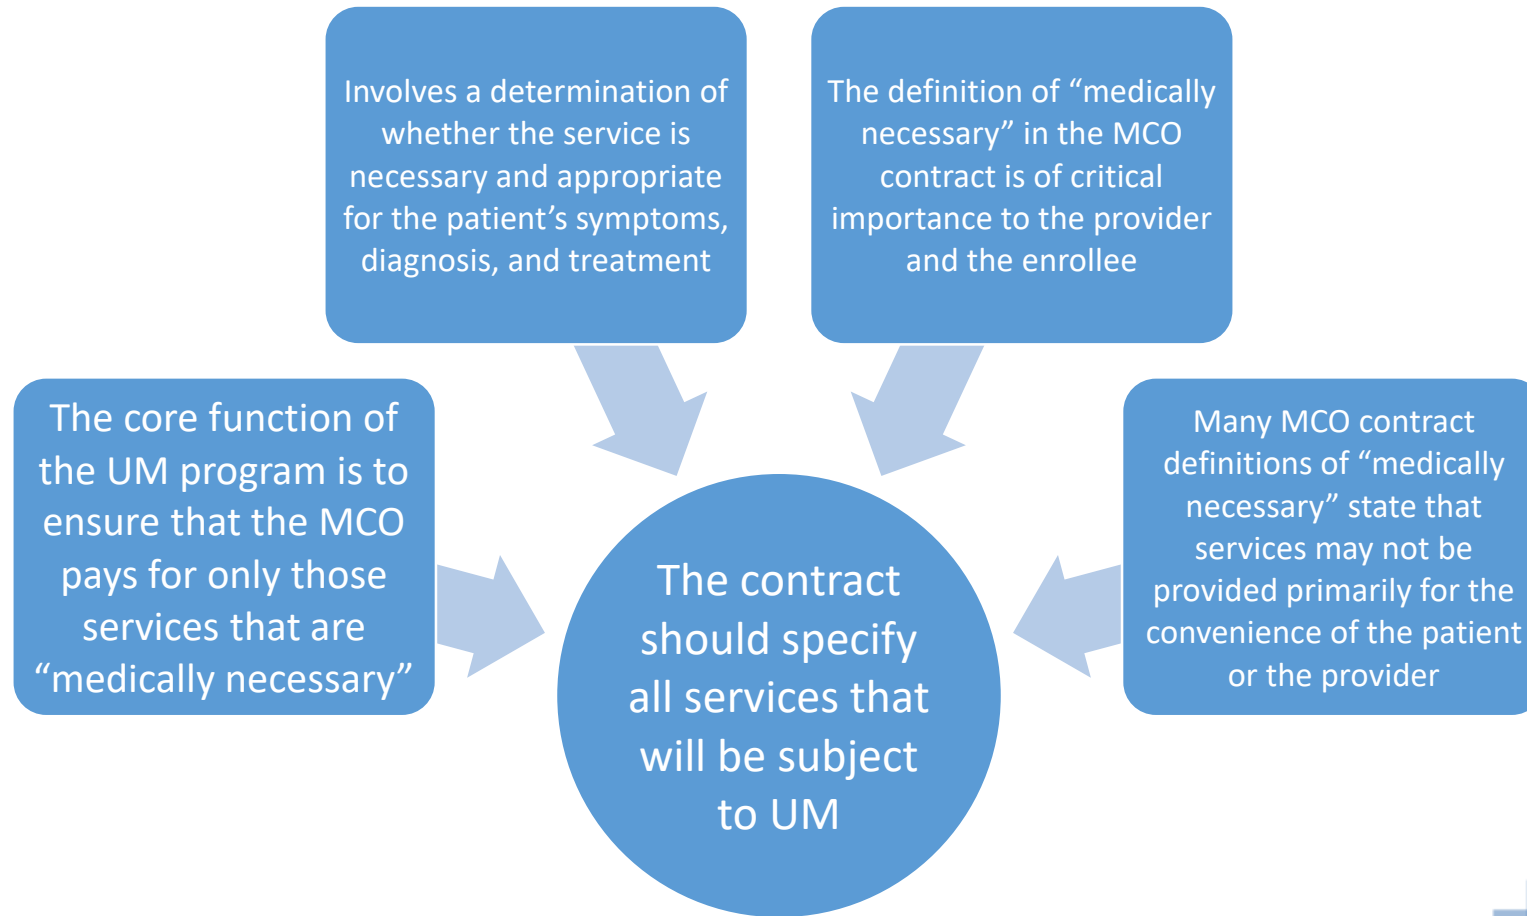 Involves a determination of
whether the service is
necessary and appropriate
for the patient’s symptoms,
diagnosis, and treatment
The definition of “medically
necessary” in the MCO
contract is of critical
importance to the provider
and the enrollee
The core function of
the UM program is to
ensure that the MCO
pays for only those
services that are
“medically necessary”
Many MCO contract
definitions of “medically
necessary” state that
services may not be
provided primarily for the
convenience of the patient
or the provider
The contract
should specify
all services that
will be subject
to UM